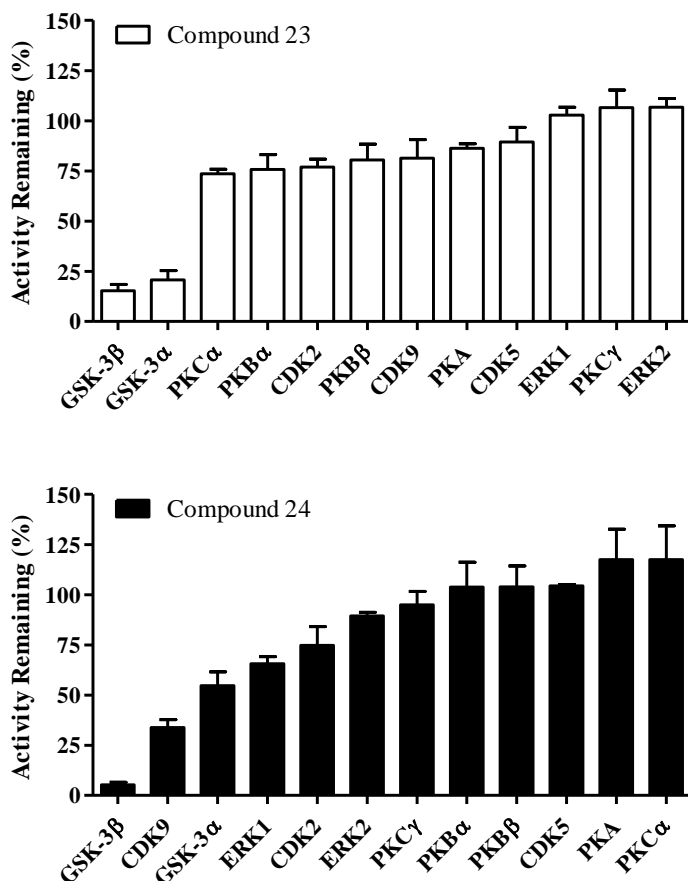 Compound 23
Activity Remaining (%)
150
125
100
75
50
25
0
GSK-3β
GSK-3α
PKCα
PKBα
CDK2
PKBβ
CDK9
PKA
CDK5
ERK1
PKCγ
ERK2
Compound 24
Activity Remaining (%)
150
125
100
75
50
25
0
GSK-3β
CDK9
GSK-3α
ERK1
CDK2
ERK2
PKCγ
PKBα
PKBβ
CDK5
PKA
PKCα